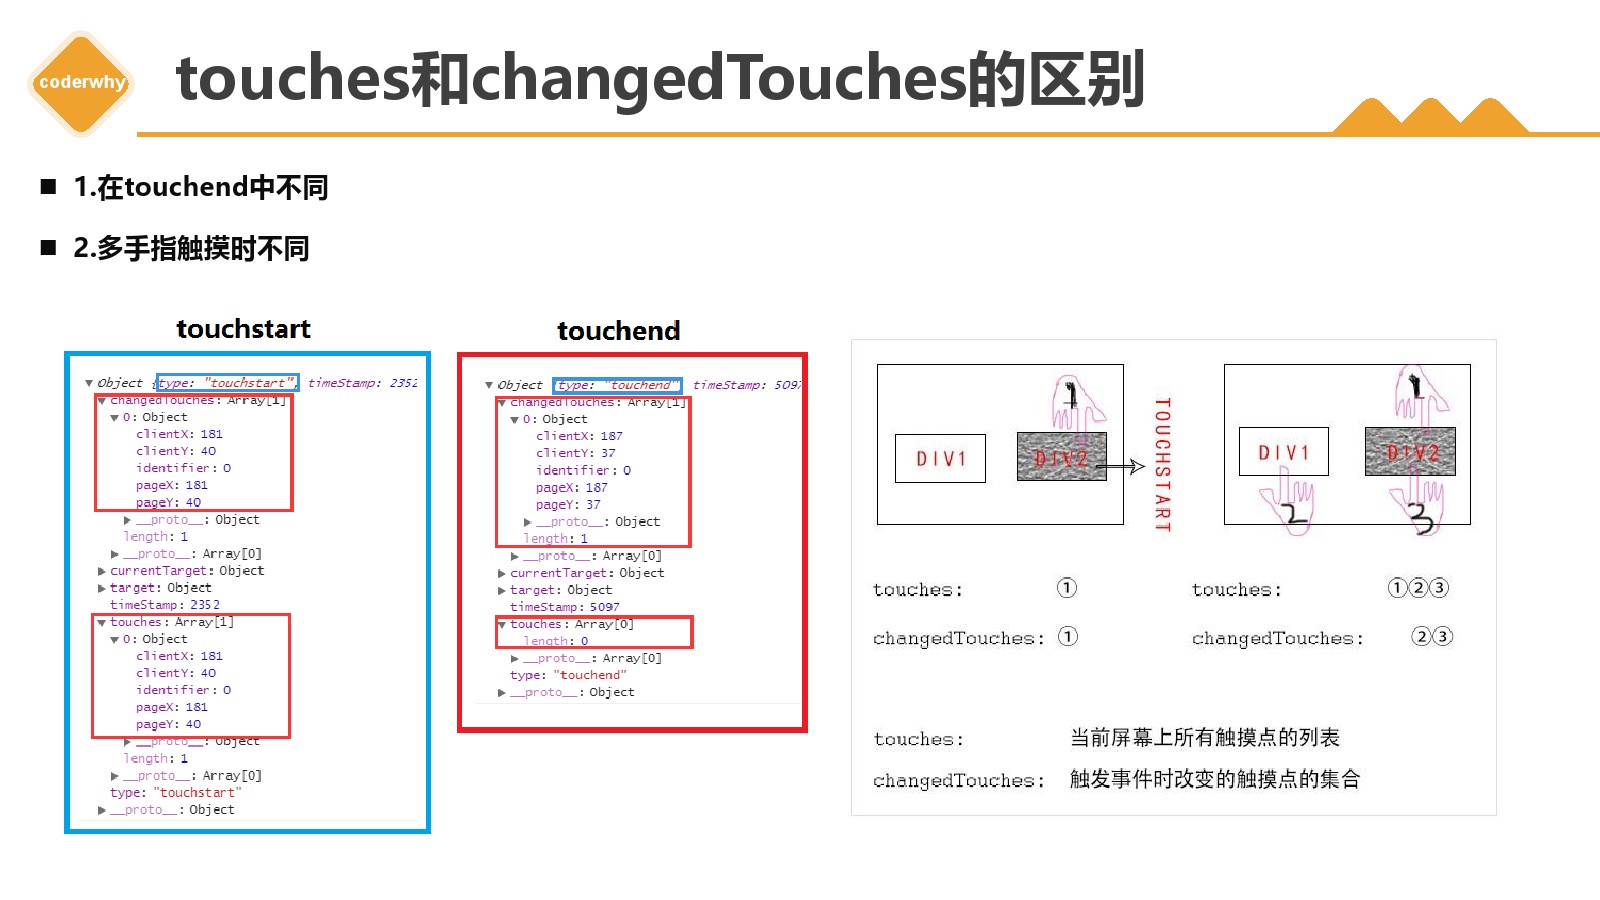 coderwhy
touches和changedTouches的区别
1.在touchend中不同
2.多手指触摸时不同
touchstart
Object {type: "touchstart", timeStamp: 2352
changedTouches: Array[1]
0: Object
clientX: 181
clientY: 40
identifier: 0
pageX: 181
pageY: 40
__proto__: Object
length: 1
__proto__: Array[0]
currentTarget: Object
target: Object
timeStamp: 2352
touches: Array[1]
0: Object
clientX: 181
clientY: 40
identifier: 0
pageX: 181
pageY: 40
__proto__: Object
length: 1
__proto__: Array[0]
type: "touchstart"
__proto__: Object
touchend
Object {type: "touchend" timeStamp: 5097
changedTouches: Array[1]
0: Object
clientX: 187
clientY: 37
identifier: 0
pageX: 187
pageY: 37
__proto__: Object
length: 1
__proto__: Array[0]
currentTarget: Object
target: Object
timeStamp: 5097
touches: Array[0]
length: 0
__proto__: Array[0]
type: "touchend"
__proto__: Object
1
DIV1
DIV2
TOUCHSTART
1
DIV1
DIV2
2
3
touches: ①
changedTouches: ①
touches: ①②③
changedTouches: ②③
touches: 当前屏幕上所有触摸点的列表
changedTouches: 触发事件时改变的触摸点的集合